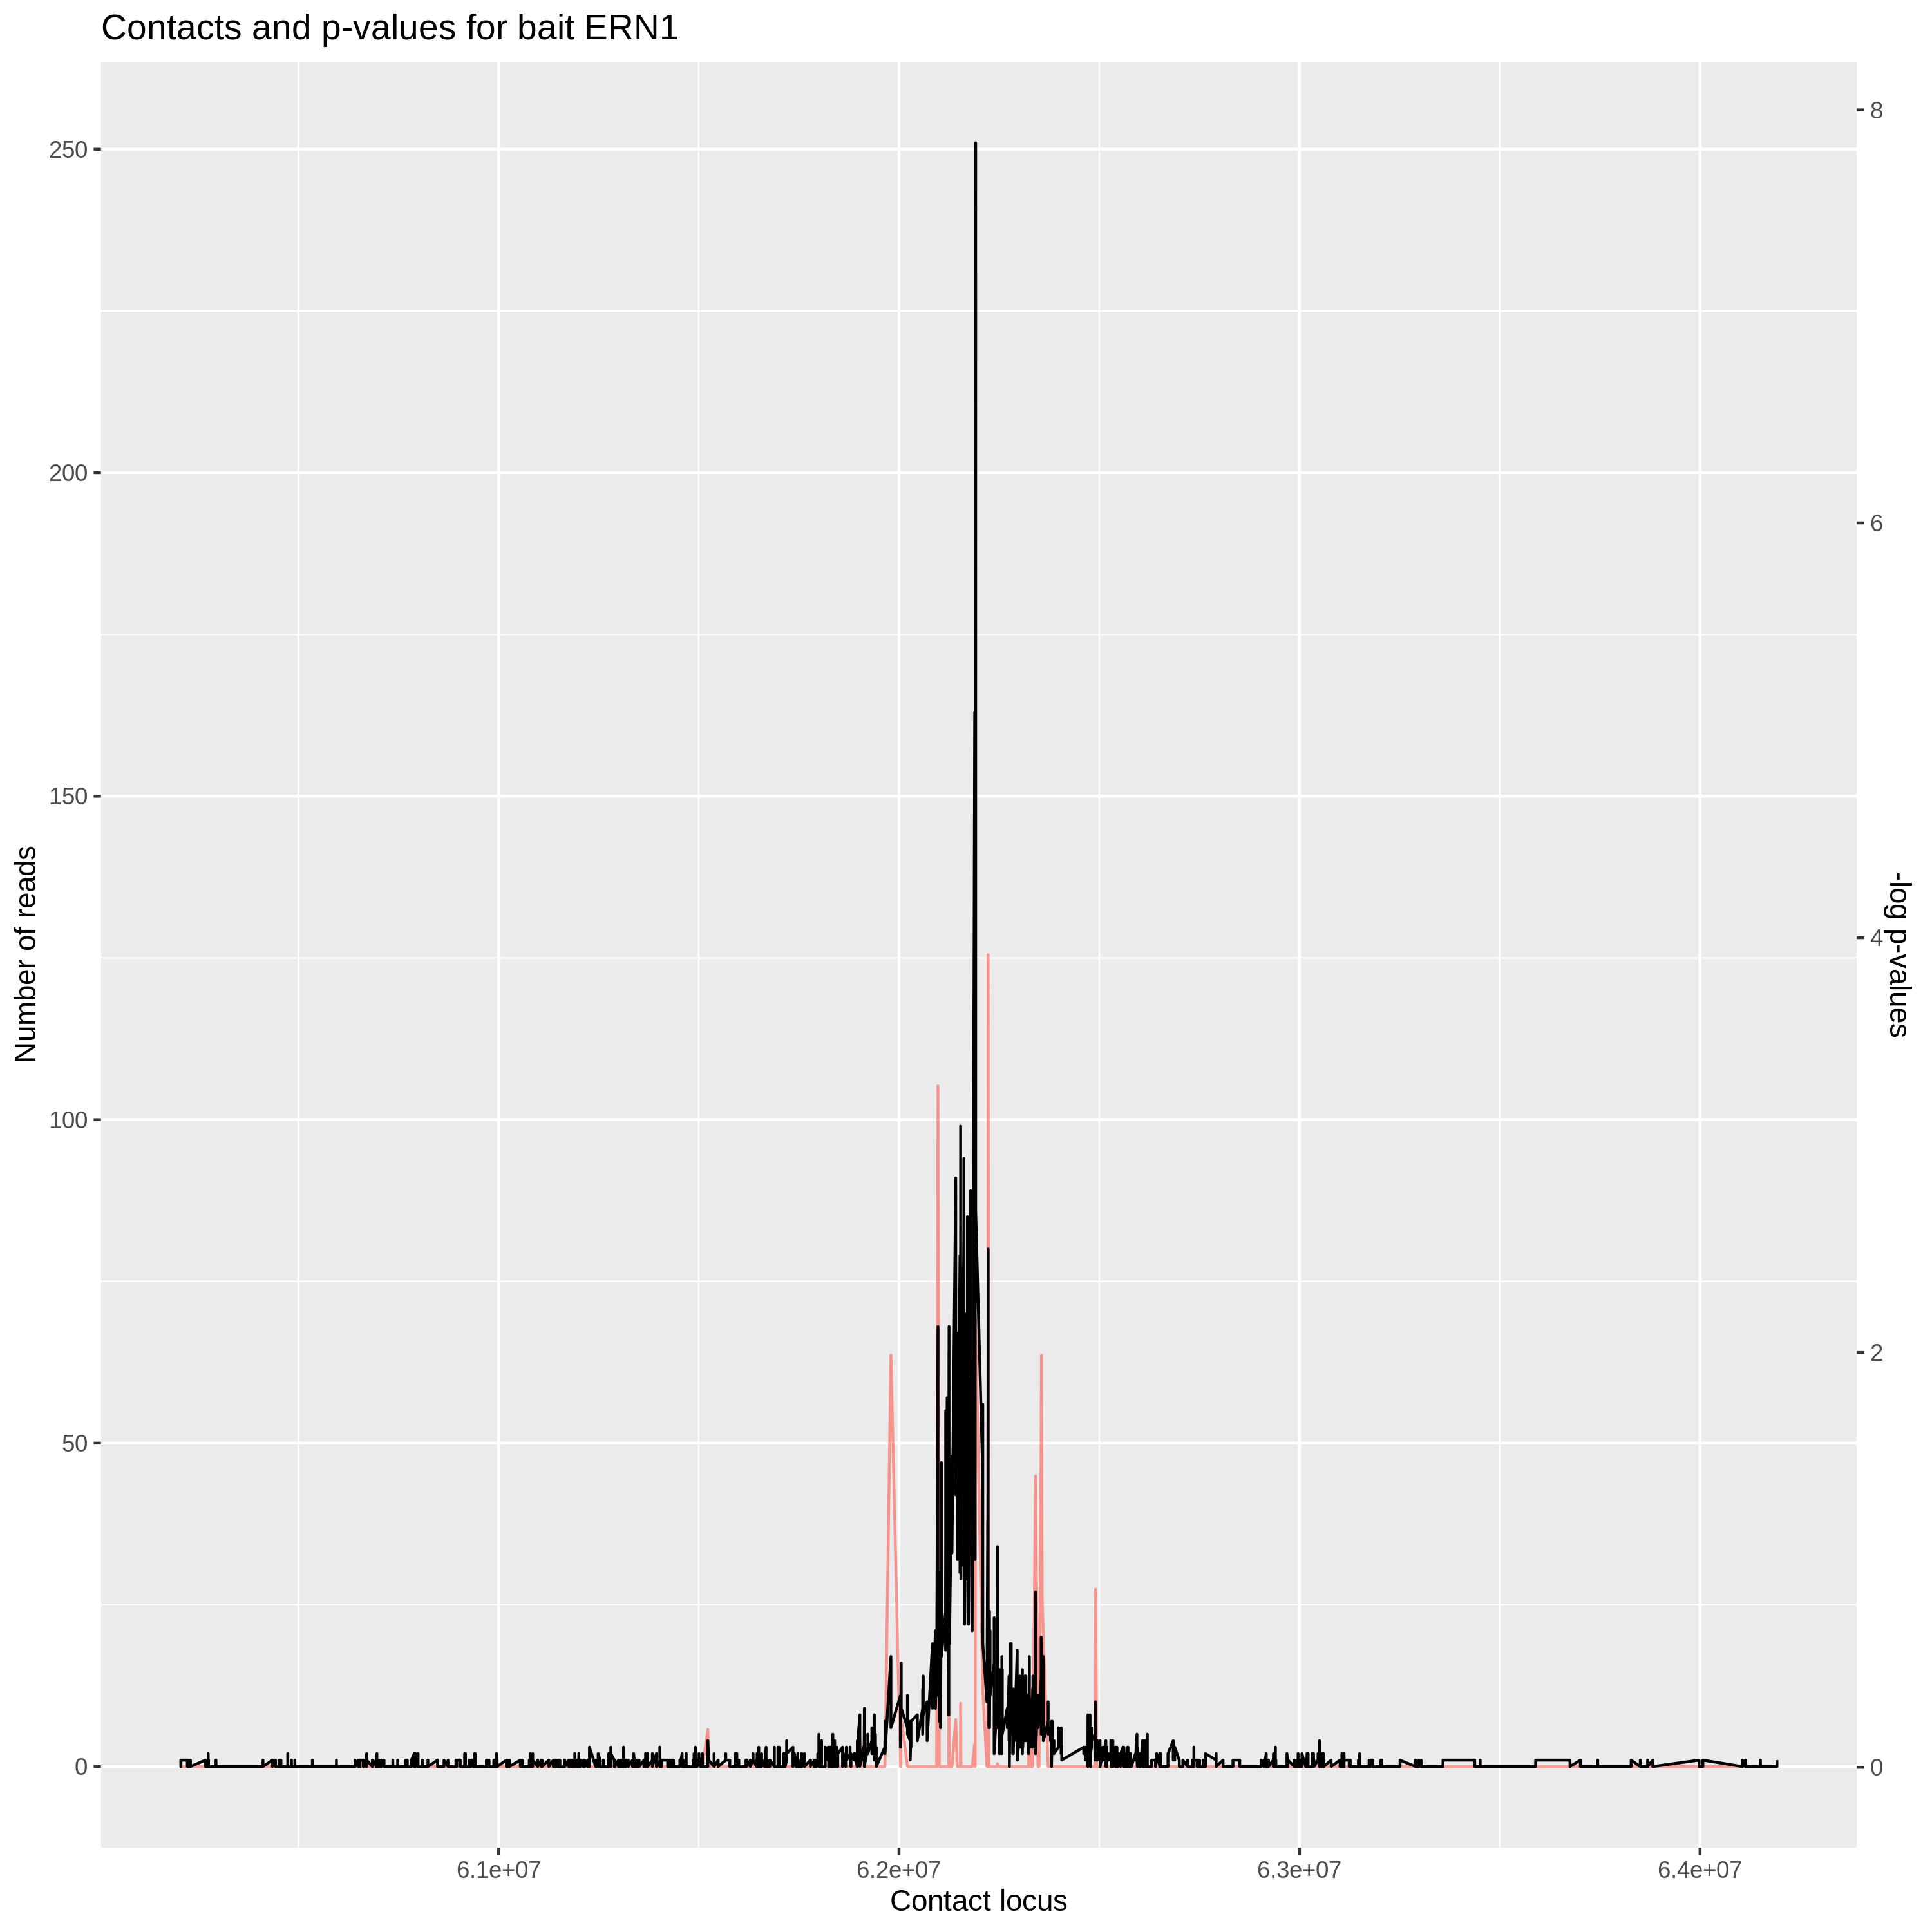 Contacts and p-values for bait ERN1
250
200
150
100
50
0
Number of reads
8
6
4
2
0
-log p-values
6.1e+07
6.2e+07
6.3e+07
6.4e+07
Contact locus